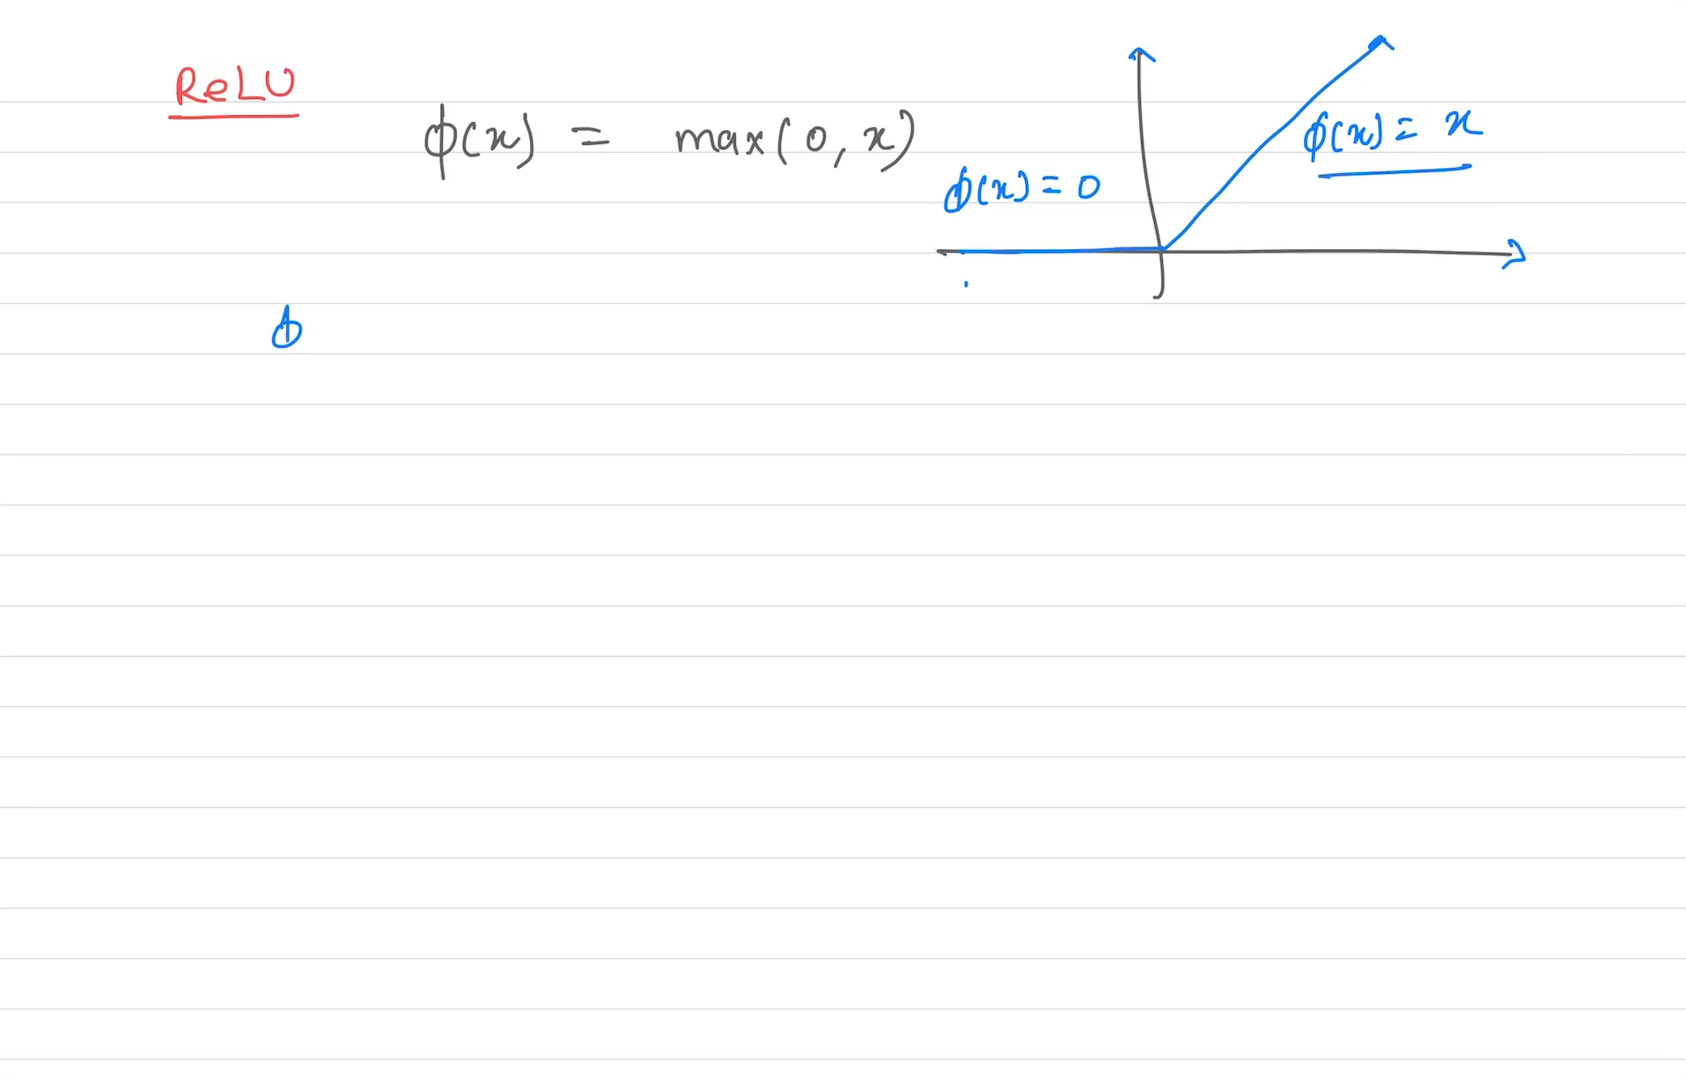 ReLU
ϕ(x) = max(0, x)
ϕ(x) = x
ϕ(x) = 0
ϕ